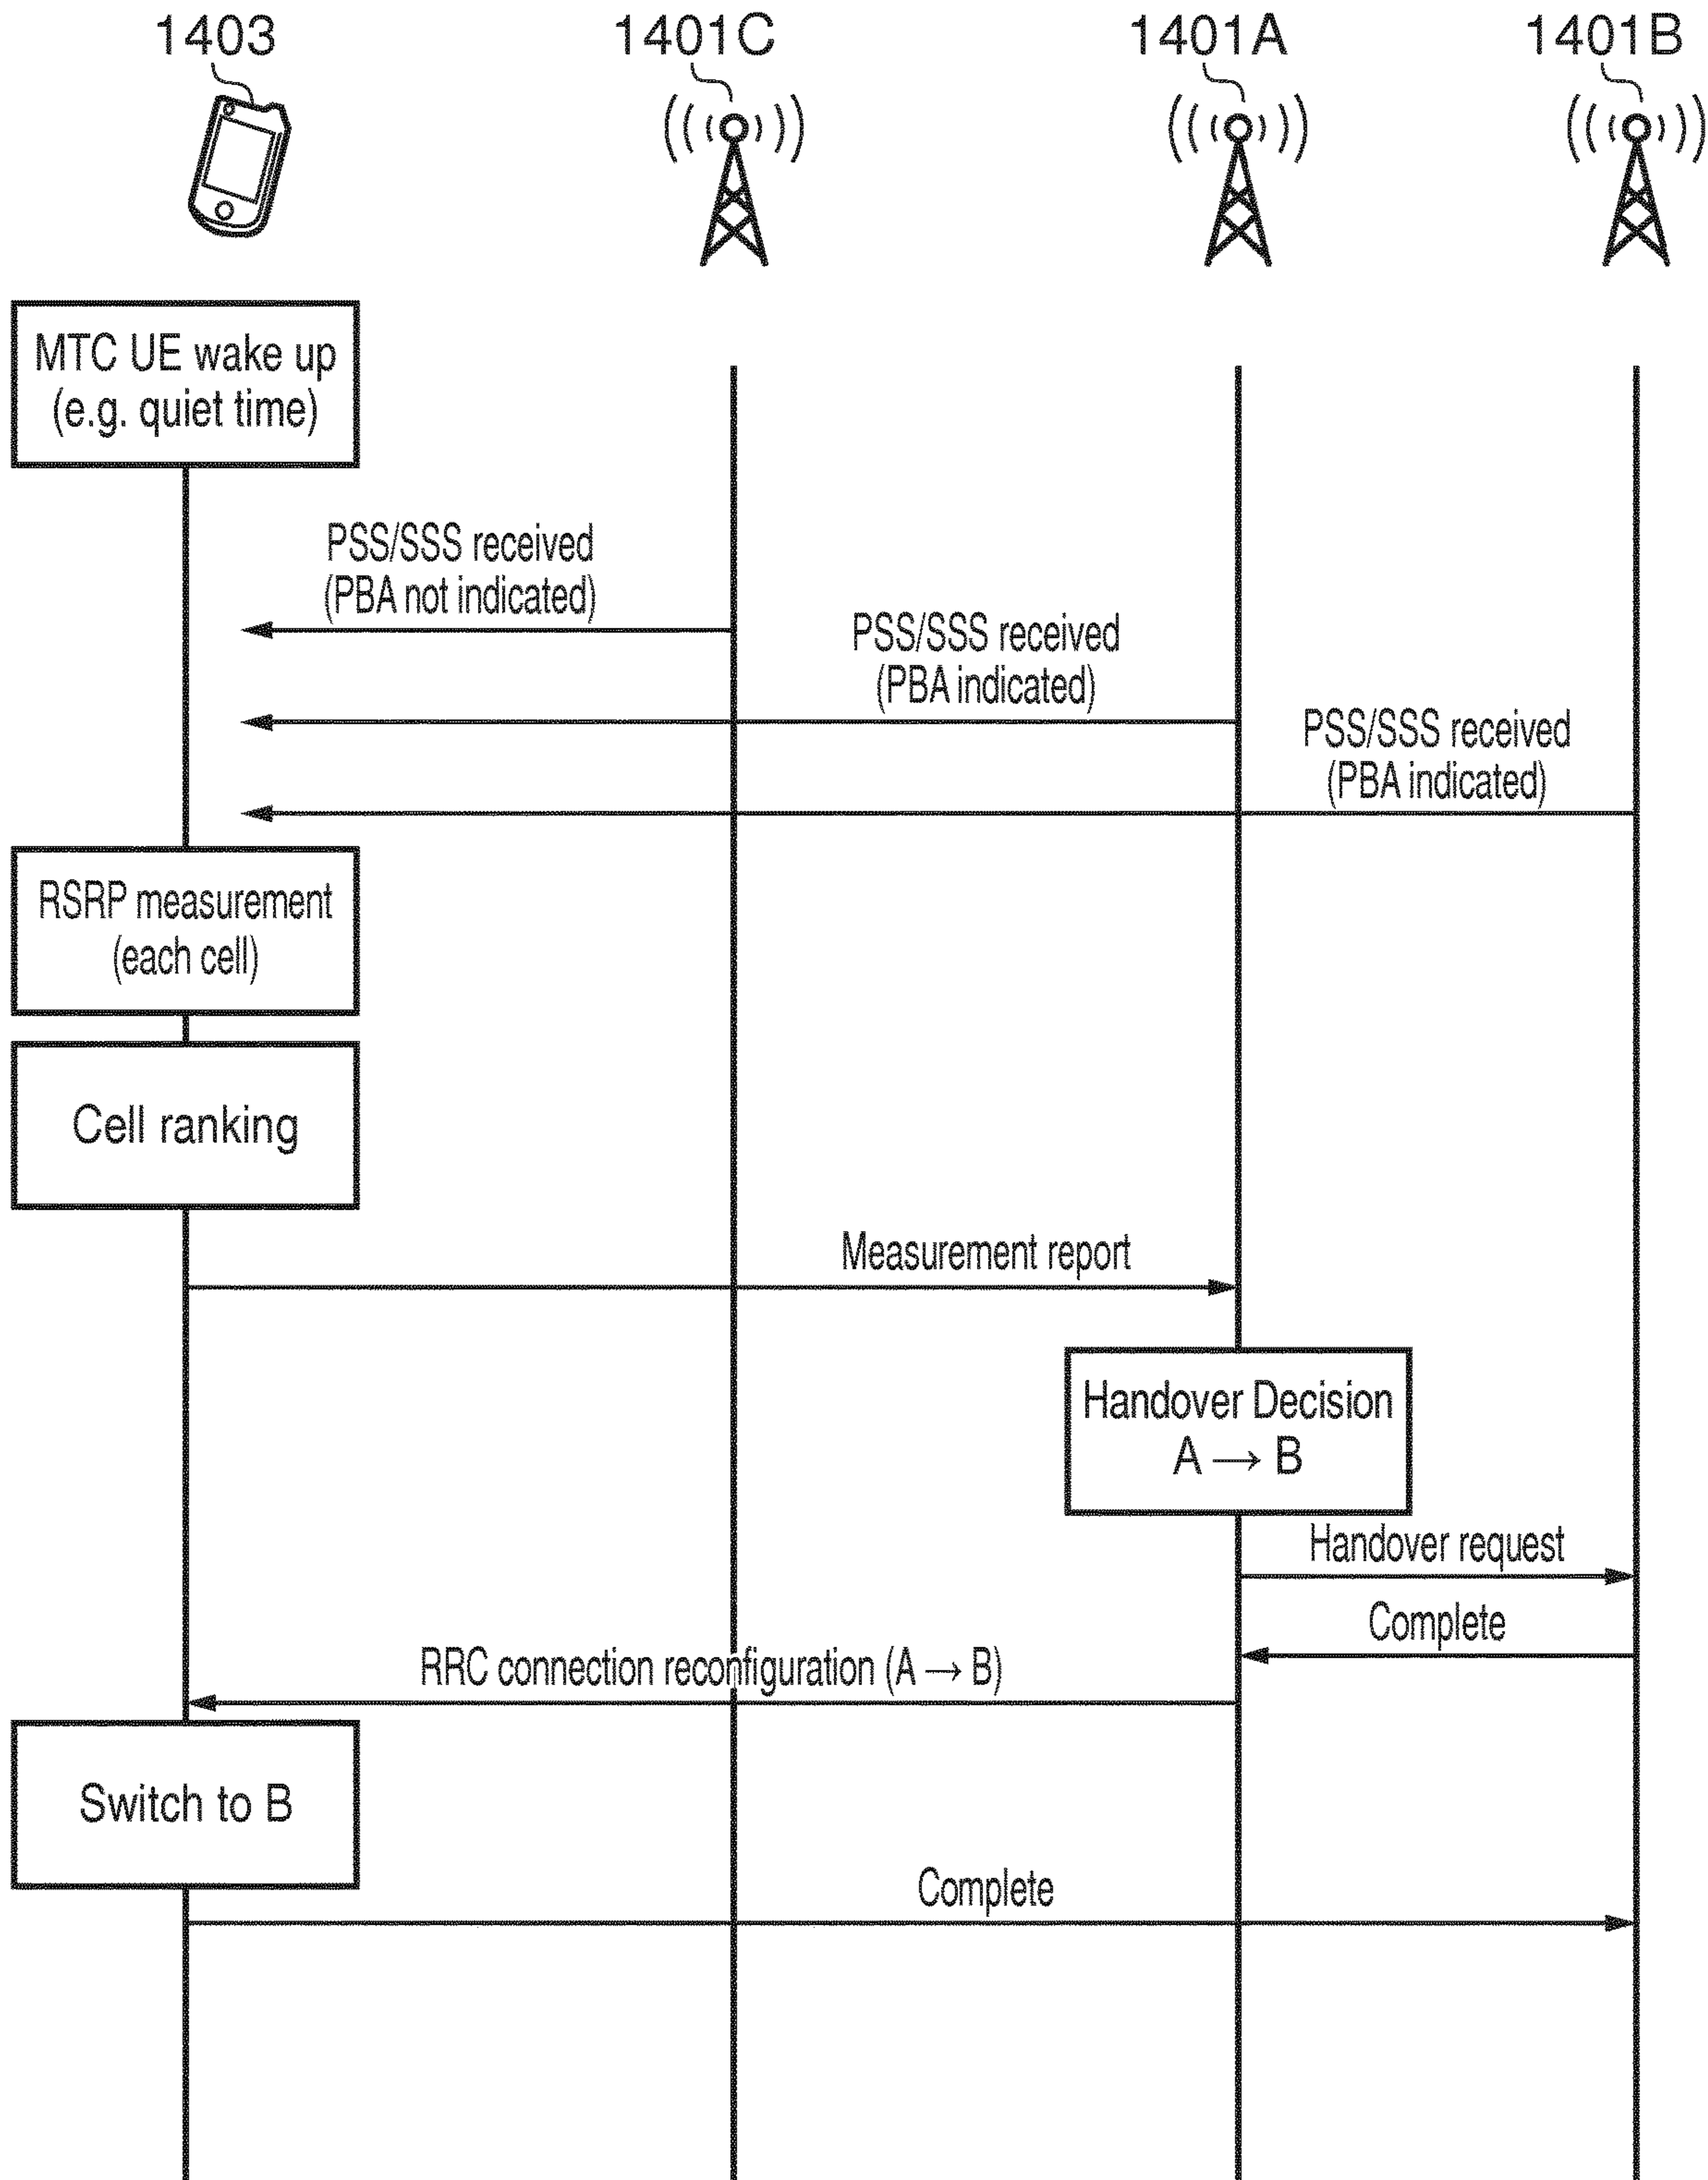 1403
1401C
1401A
1401B
MTC UE wake up
(e.g. quiet time)
PSS/SSS received
(PBA not indicated)
PSS/SSS received
(PBA indicated)
PSS/SSS received
(PBA indicated)
RSRP measurement
(each cell)
Cell ranking
Measurement report
Handover Decision
A → B
Handover request
Complete
RRC connection reconfiguration (A → B)
Switch to B
Complete